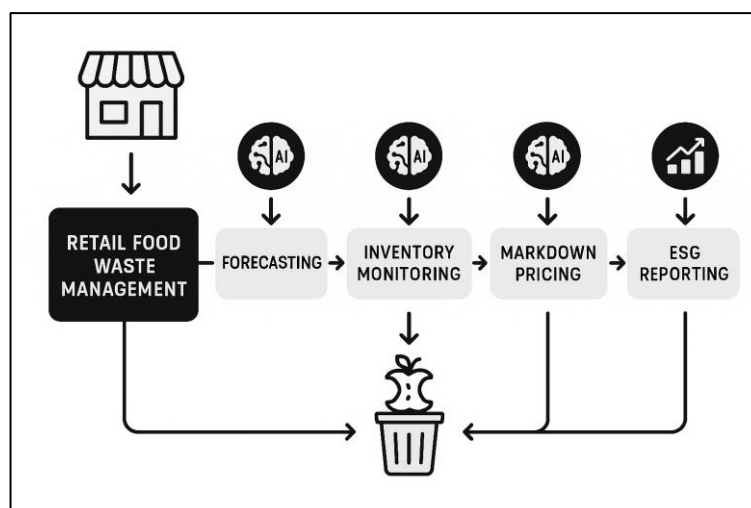 AI
AI
AI
RETAIL FOOD
WASTE
MANAGEMENT
FORECASTING
INVENTORY
MONITORING
MARKDOWN
PRICING
ESG
REPORTING